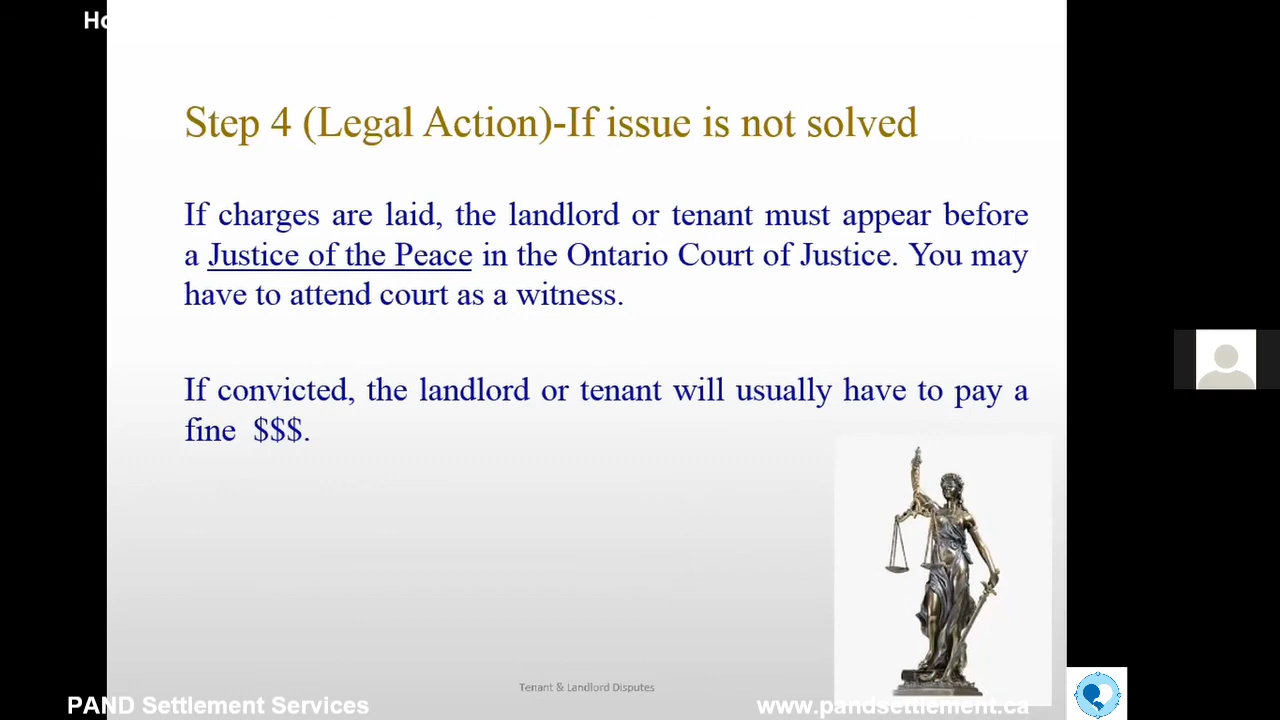 Step 4 (Legal Action)-If issue is not solved
If charges are laid, the landlord or tenant must appear before
a Justice of the Peace in the Ontario Court of Justice. You may
have to attend court as a witness.
If convicted, the landlord or tenant will usually have to pay a
fine $$$.
Tenant & Landlord Disputes
PAND Settlement Services
www.pandsettlement.ca